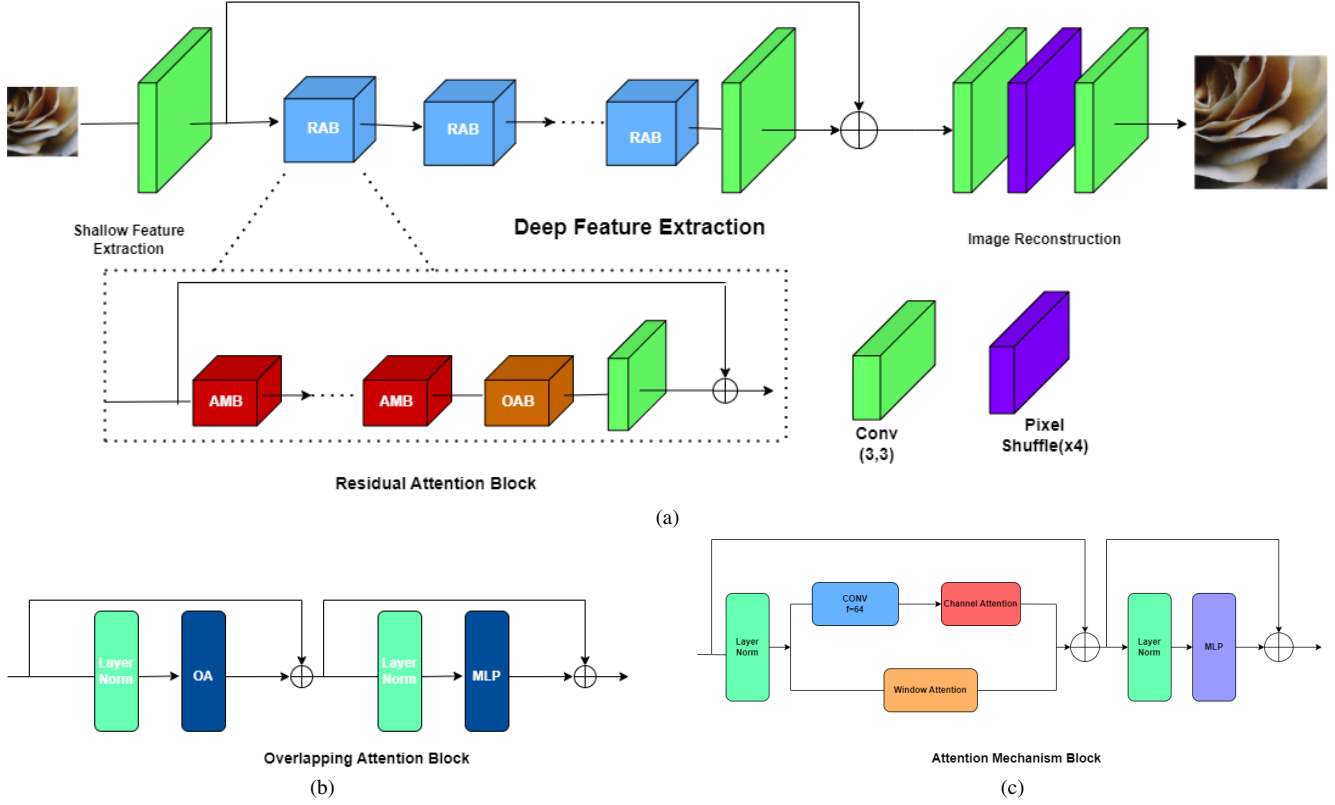 RAB
RAB
RAB
Shallow Feature
Extraction
Deep Feature Extraction
Image Reconstruction
AMB
AMB
OAB
Conv
(3,3)
Pixel
Shuffle(x4)
Residual Attention Block
(a)
Layer
Norm
OA
Layer
Norm
MLP
Overlapping Attention Block
(b)
Layer
Norm
CONV
f=64
Channel Attention
Window Attention
Layer
Norm
MLP
Attention Mechanism Block
(c)